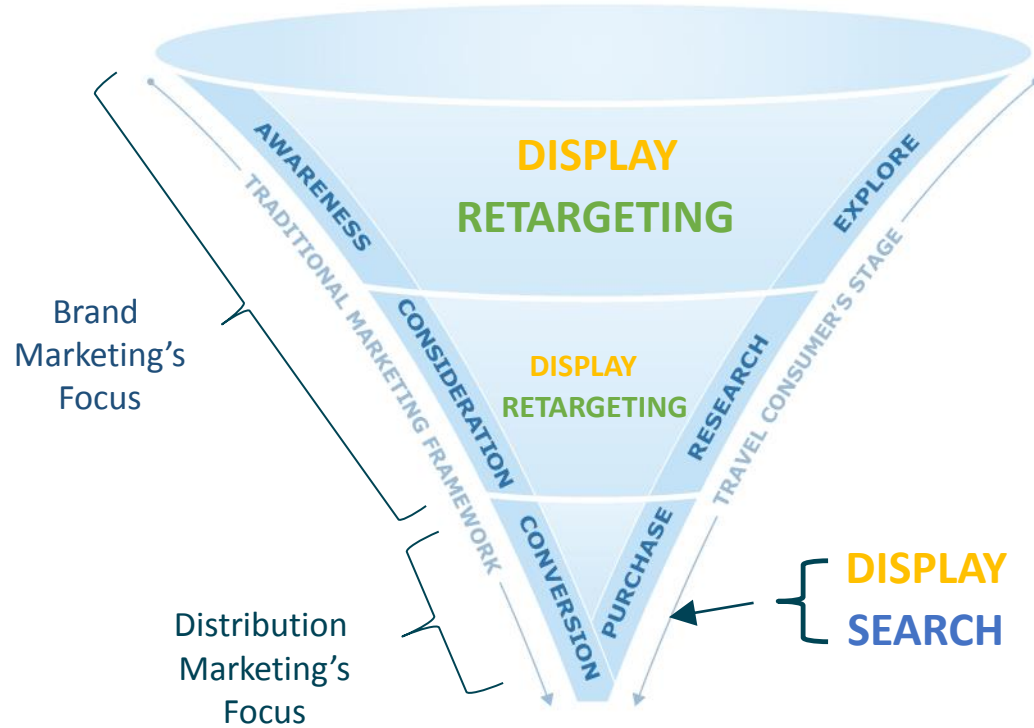 DISPLAY
RETARGETING
AWARENESS
EXPLORE
TRADITIONAL MARKETING FRAMEWORK
TRAVEL CONSUMER'S STAGE
Brand
Marketing’s
Focus
CONSIDERATION
DISPLAY
RETARGETING
RESEARCH
CONVERSION
PURCHASE
DISPLAY
SEARCH
Distribution
Marketing’s
Focus